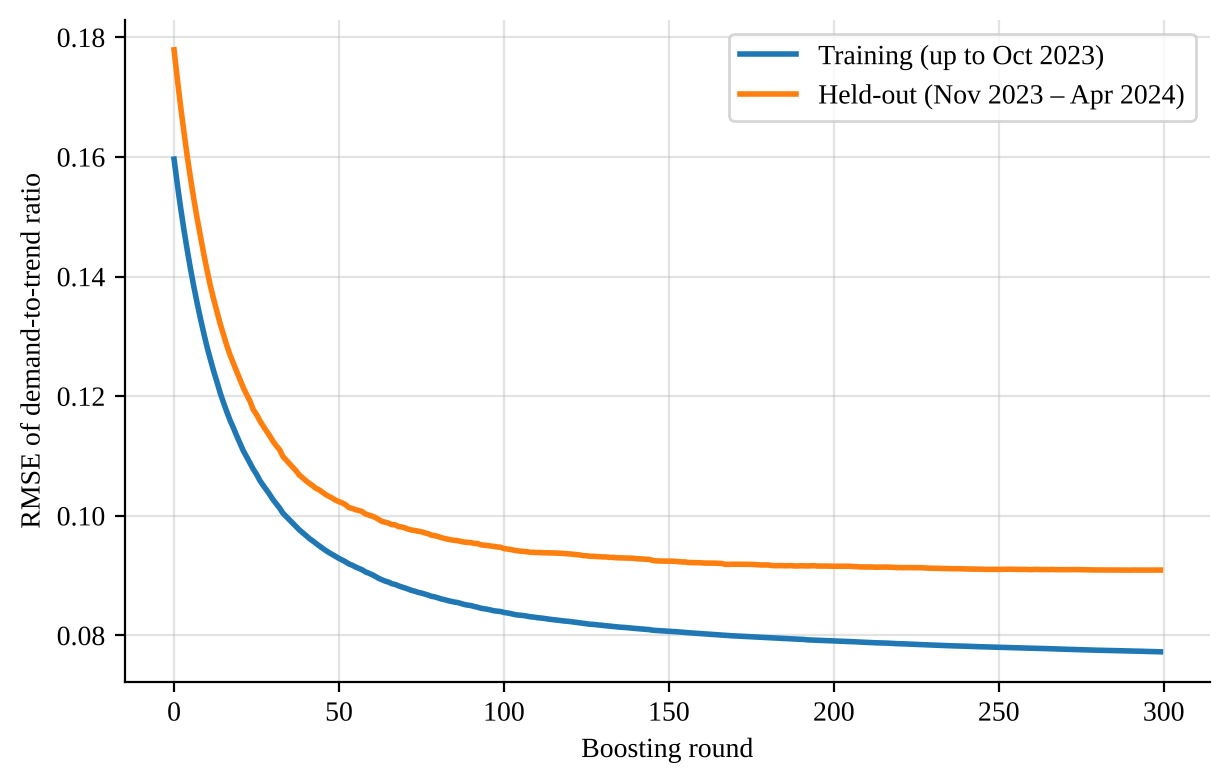 Training (up to Oct 2023)
Held-out (Nov 2023 – Apr 2024)
RMSE of demand-to-trend ratio
0.18
0.16
0.14
0.12
0.10
0.08
0 50 100 150 200 250 300
Boosting round